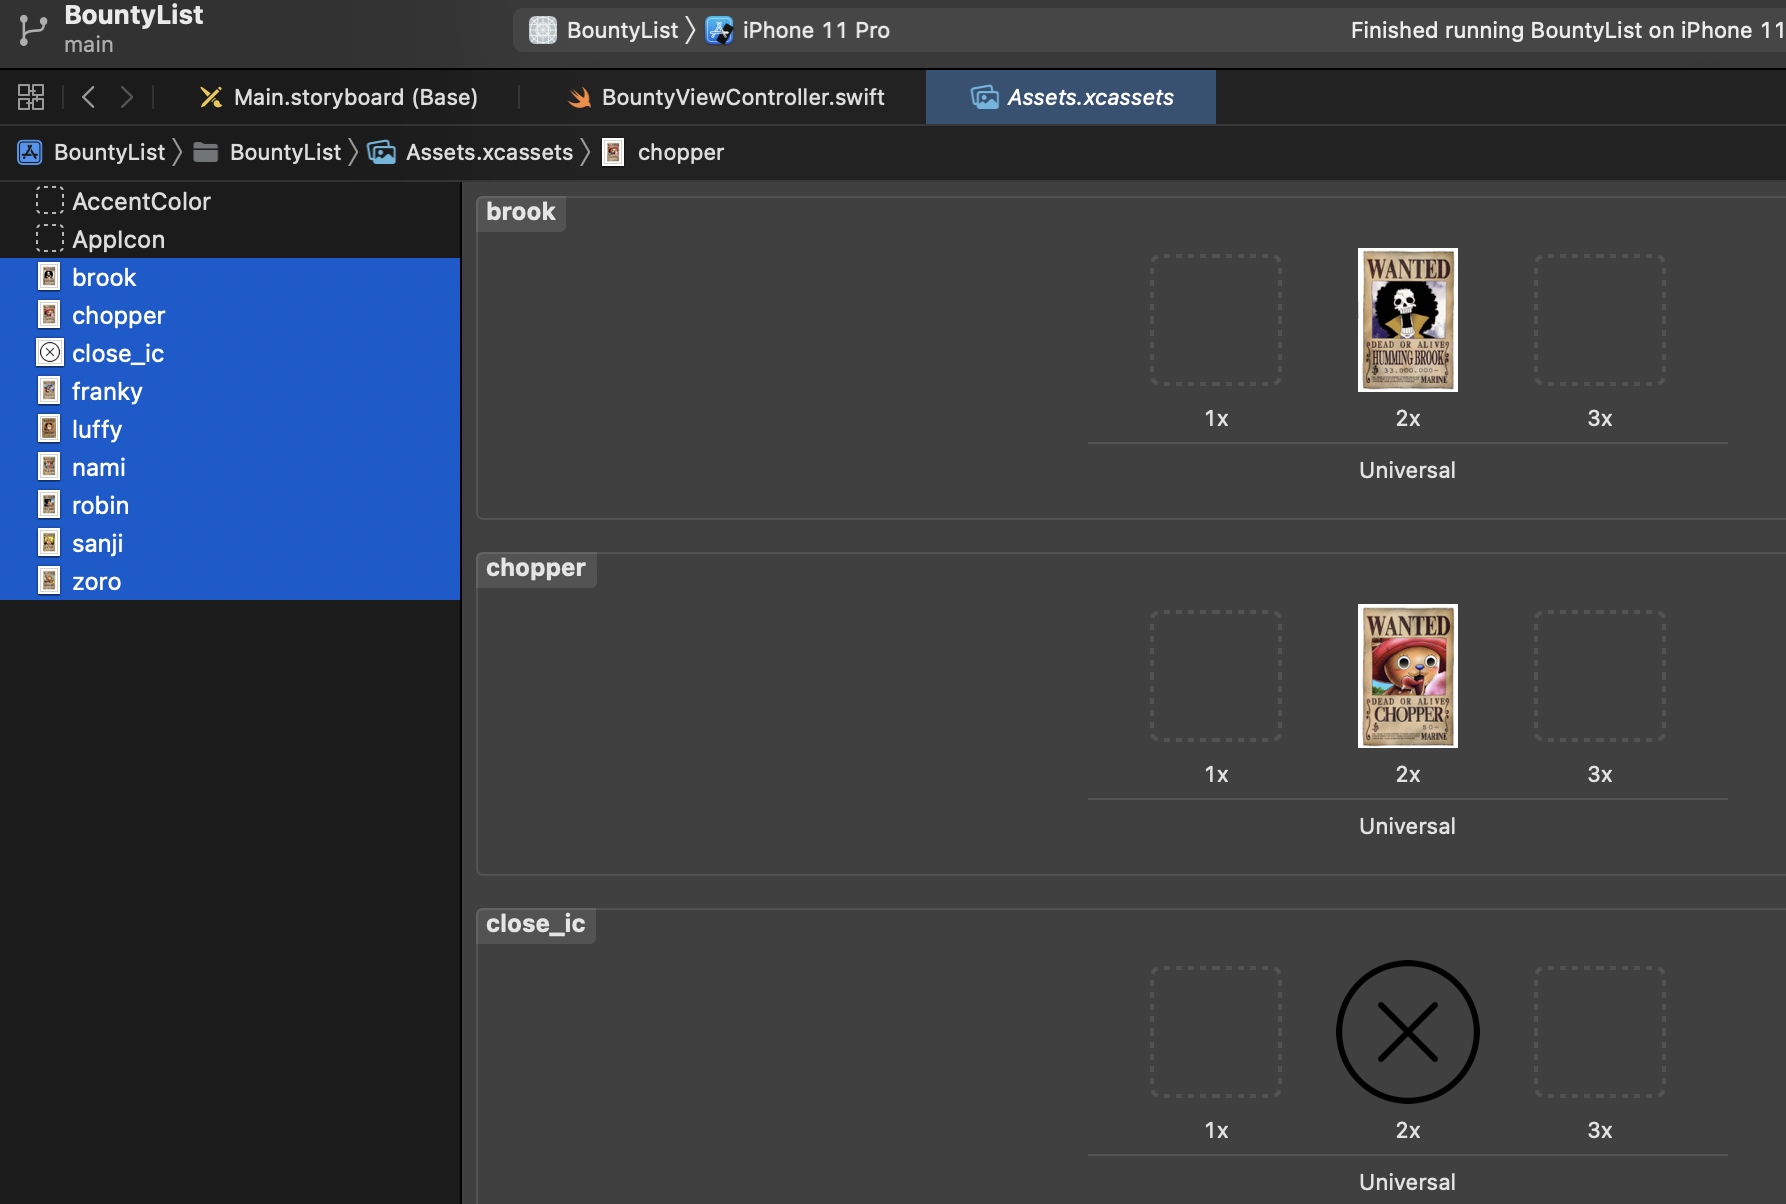 BountyList
main
BountyList
iPhone 11 Pro
Finished running BountyList on iPhone 11
Main.storyboard (Base)
BountyViewController.swift
Assets.xcassets
BountyList
BountyList
Assets.xcassets
chopper
AccentColor
AppIcon
brook
chopper
close_ic
franky
luffy
nami
robin
sanji
zoro
brook
WANTED
DEAD OR ALIVE
HUMMING BROOK
33.000.000-
MARINE
1x
2x
3x
Universal
chopper
WANTED
DEAD OR ALIVE
CHOPPER
50-
MARINE
1x
2x
3x
Universal
close_ic
1x
2x
3x
Universal